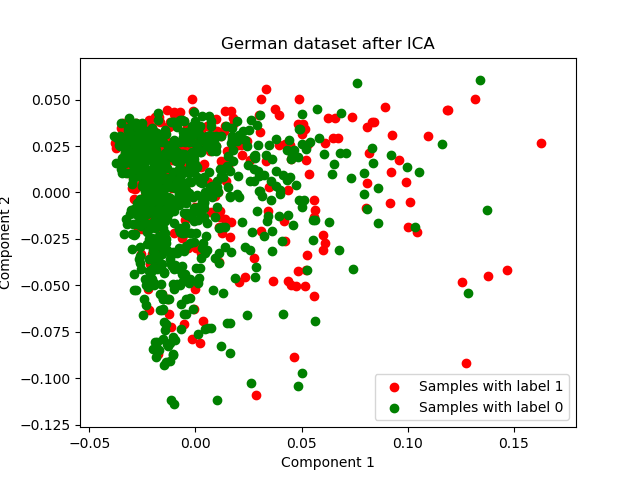 German dataset after ICA
0.050
0.025
0.000
−0.025
−0.050
−0.075
−0.100
−0.125
Component 2
−0.05
0.00
0.05
0.10
0.15
Component 1
Samples with label 1
Samples with label 0